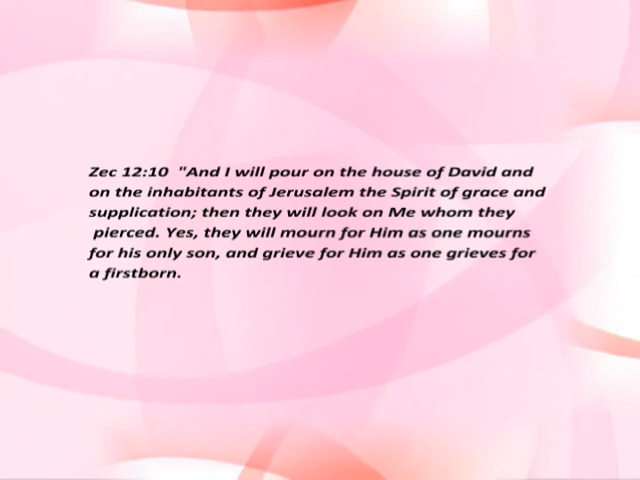 Zec 12:10  "And I will pour on the house of David and
on the inhabitants of Jerusalem the Spirit of grace and
supplication; then they will look on Me whom they
pierced. Yes, they will mourn for Him as one mourns
for his only son, and grieve for Him as one grieves for
a firstborn.